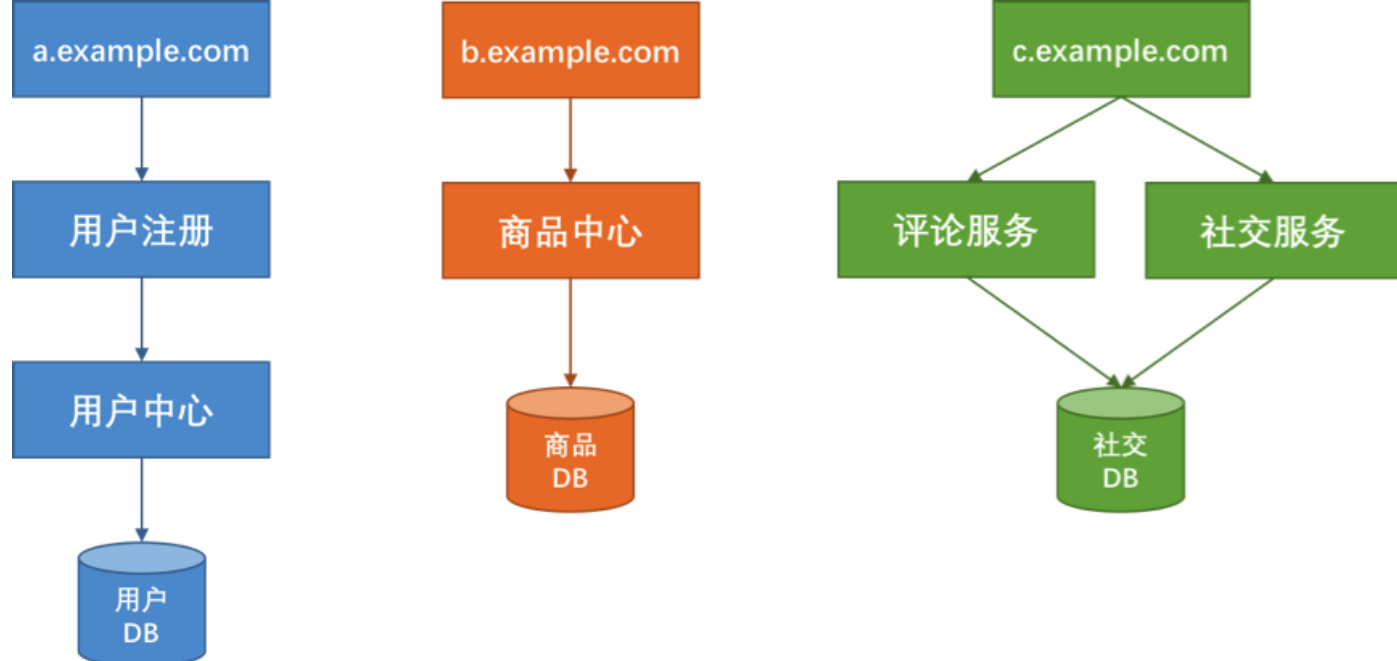 a.example.com
b.example.com
c.example.com
用户注册
商品中心
评论服务
社交服务
用户中心
商品
DB
社交
DB
用户
DB